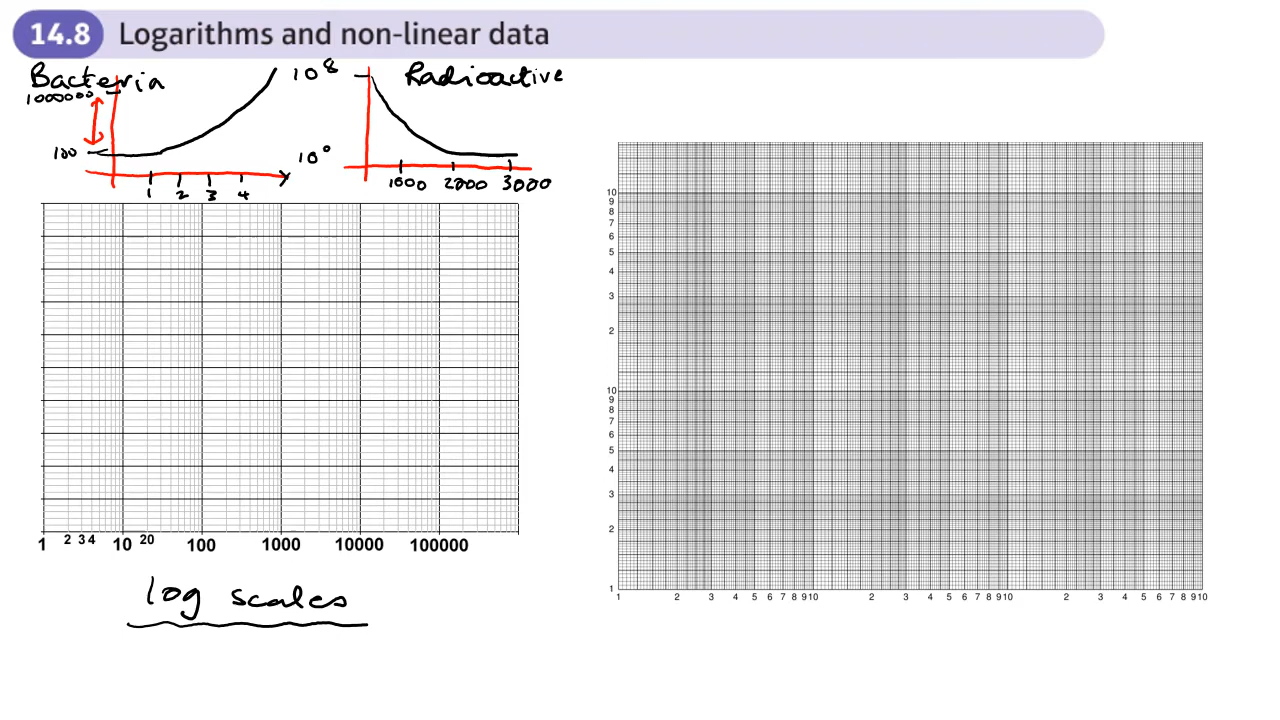 14.8 Logarithms and non-linear data
Bacteria
1000000
100
1 2 3 4
10⁸ Radioactive
10⁰
1000 2000 3000
1 2 3 4 10 20 100 1000 10000 100000
log scales
10
9
8
7
6
5
4
3
2
10
9
8
7
6
5
4
3
2
1
1 2 3 4 5 6 7 8 9 10 2 3 4 5 6 7 8 9 10 2 3 4 5 6 7 8 9 10